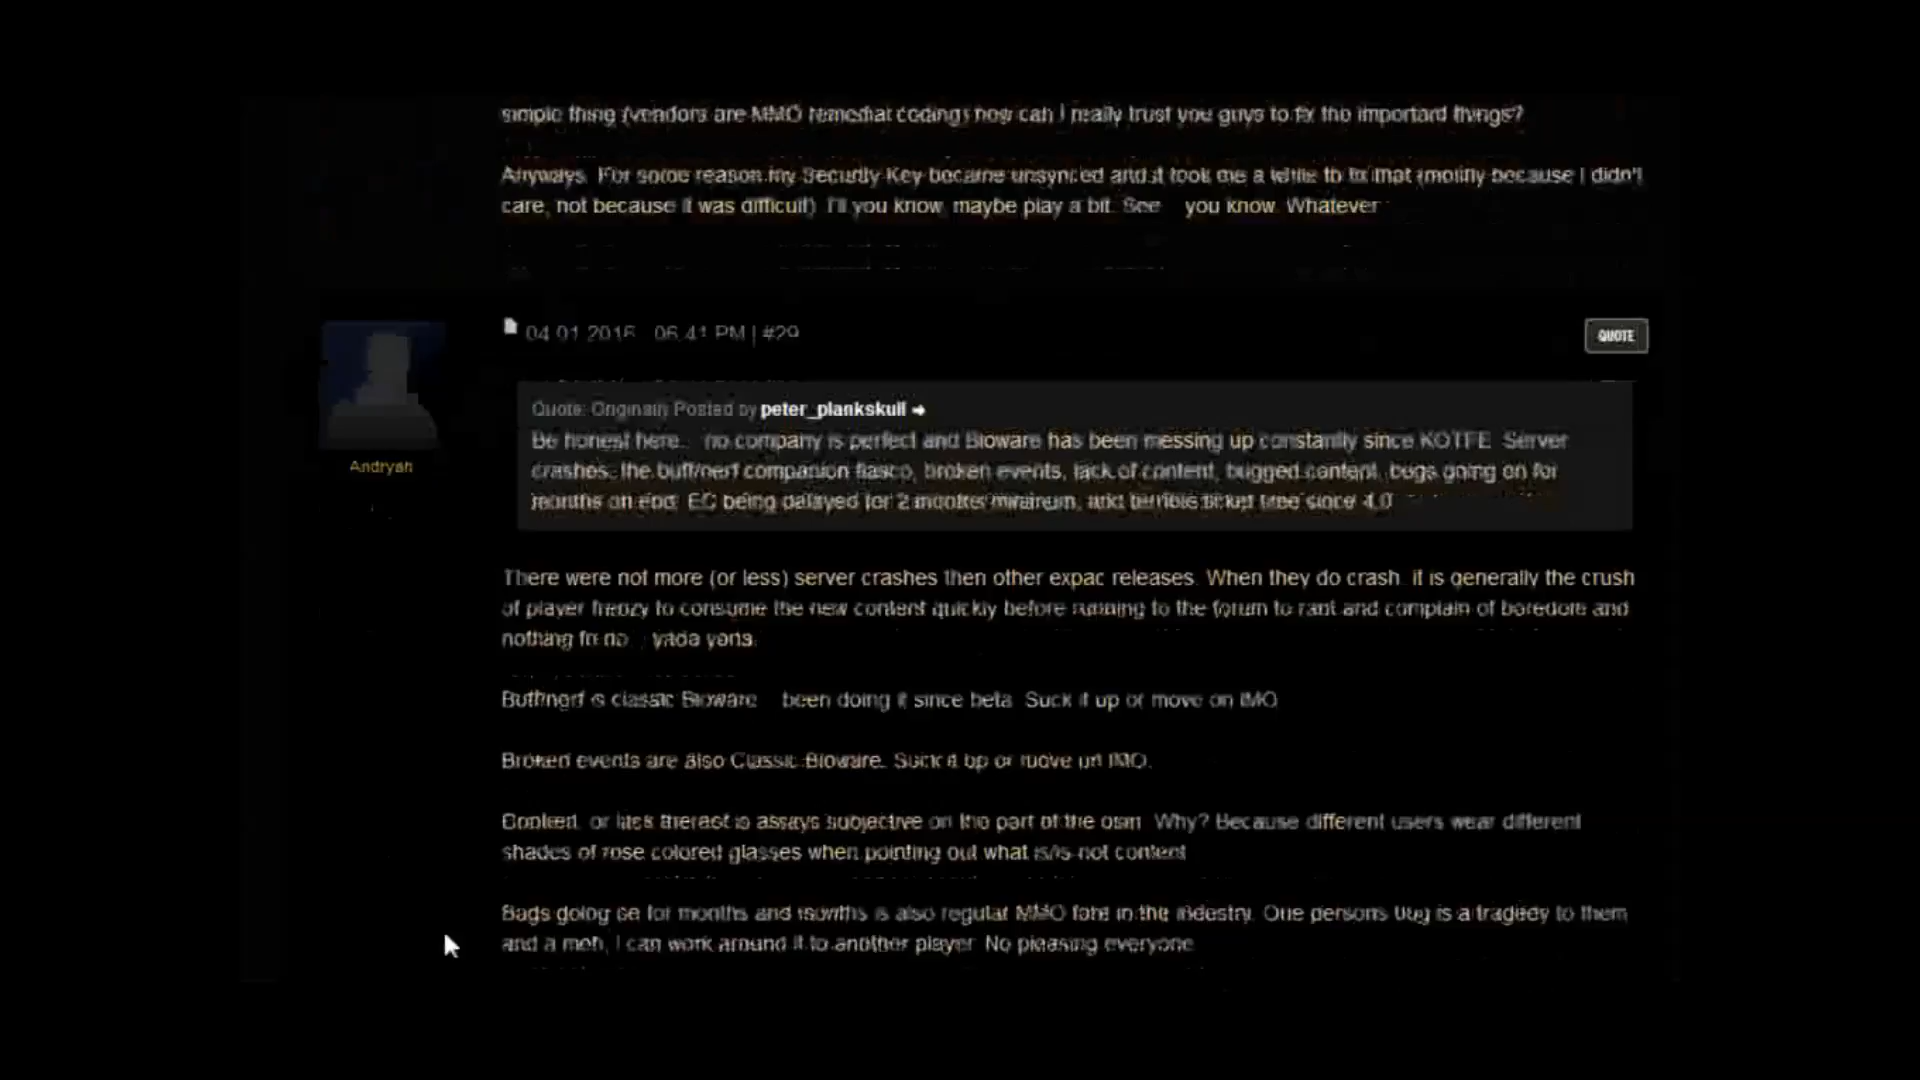 simple thing (vendors are MMO remedial coding) how can I really trust you guys to fix the important things?
Anyways. For some reason my Security Key became unsynced and it took me a while to fix that (mostly because I didn't
care, not because it was difficult). I'll you know maybe play a bit. See you know. Whatever
04.01.2016 06:41 PM | #29
QUOTE
Andryah
Quote: Originally Posted by peter_plankskull
Be honest here.. no company is perfect and Bioware has been messing up constantly since KOTFE. Server
crashes, the buff/nerf companion fiasco, broken events, lack of content, bugged content, bugs going on for
months on end, EC being delayed for 2 months minimum, and terrible ticket time since 4.0
There were not more (or less) server crashes then other expac releases. When they do crash, it is generally the crush
of player frenzy to consume the new content quickly before running to the forum to rant and complain of boredom and
nothing to do yada yada.
Buff/nerf is classic Bioware been doing it since beta. Suck it up or move on IMO
Broken events are also Classic Bioware. Suck it up or move on IMO.
Content, or lack thereof is always subjective on the part of the user. Why? Because different users wear different
shades of rose colored glasses when pointing out what is/is-not content
Bugs going on for months and months is also regular MMO fare in the industry. One persons bug is a tragedy to them
and a meh, I can work around it to another player. No pleasing everyone